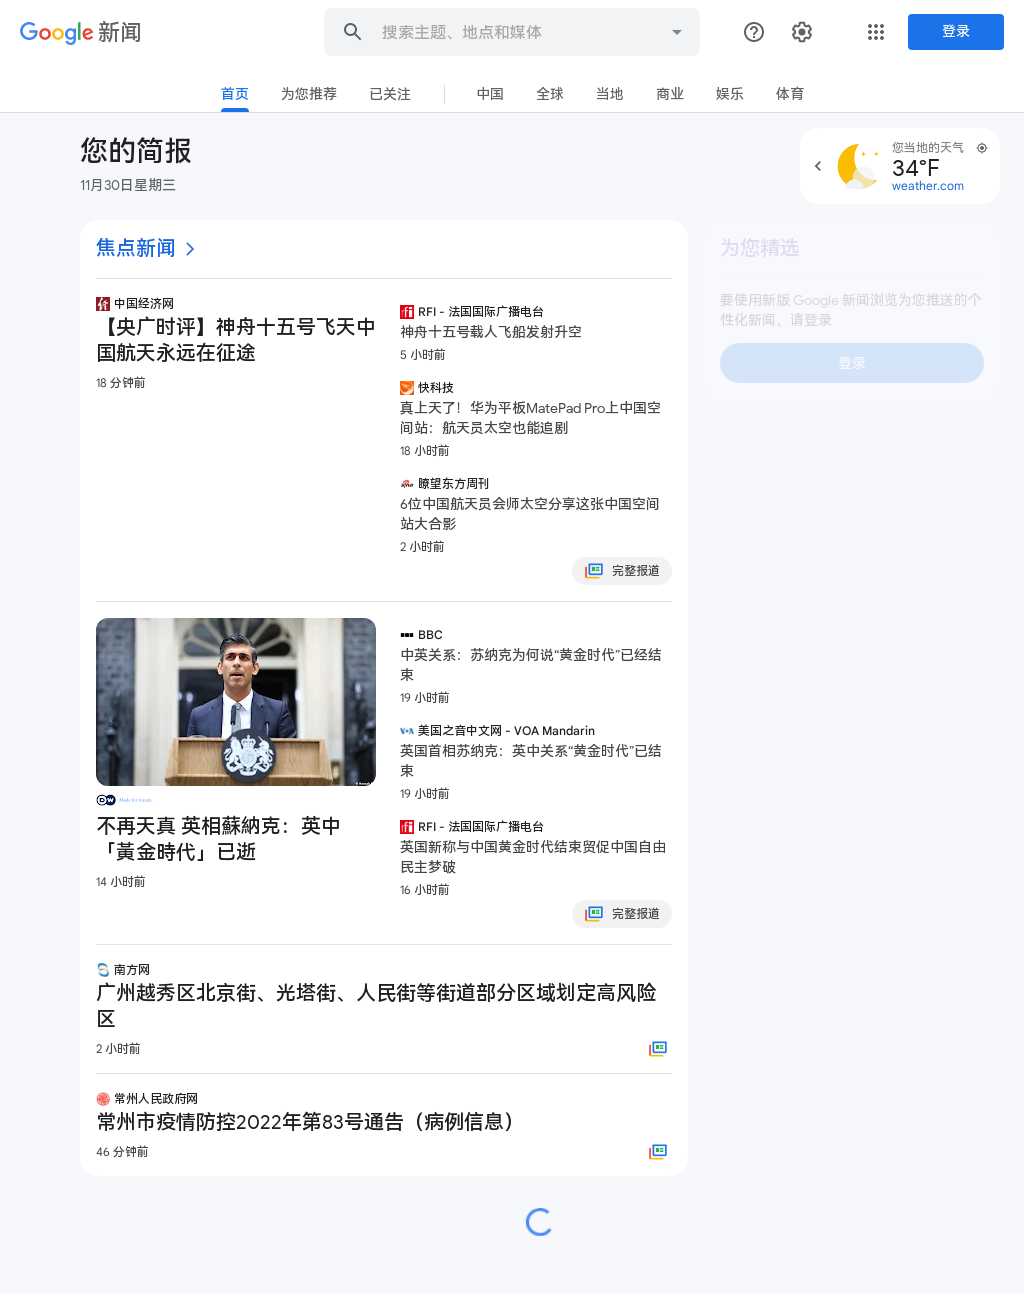 Google 新闻
搜索主题、地点和媒体
登录
首页
为您推荐
已关注
中国
全球
当地
商业
娱乐
体育
您的简报
11月30日星期三
您当地的天气
34°F
weather.com
焦点新闻
中国经济网
【央广时评】神舟十五号飞天中
国航天永远在征途
18 分钟前
RFI - 法国国际广播电台
神舟十五号载人飞船发射升空
5 小时前
快科技
真上天了！华为平板MatePad Pro上中国空
间站：航天员太空也能追剧
18 小时前
瞭望东方周刊
6位中国航天员会师太空分享这张中国空间
站大合影
2 小时前
完整报道
为您精选
要使用新版 Google 新闻浏览为您推送的个
性化新闻，请登录
登录
DW Made for minds
不再天真 英相蘇納克：英中
「黃金時代」已逝
14 小时前
BBC
中英关系：苏纳克为何说“黄金时代”已经结
束
19 小时前
VOA 美国之音中文网 - VOA Mandarin
英国首相苏纳克：英中关系“黄金时代”已结
束
19 小时前
RFI - 法国国际广播电台
英国新称与中国黄金时代结束贸促中国自由
民主梦破
16 小时前
完整报道
南方网
广州越秀区北京街、光塔街、人民街等街道部分区域划定高风险
区
2 小时前
常州人民政府网
常州市疫情防控2022年第83号通告（病例信息）
46 分钟前